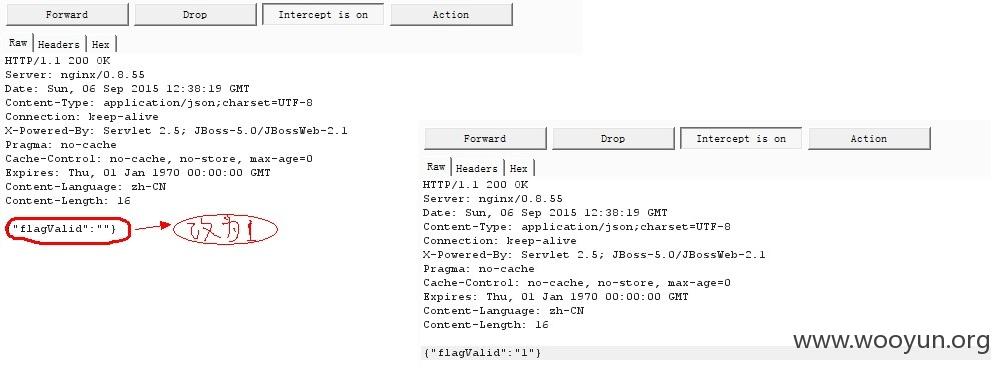 Forward Drop Intercept is on Action
Raw Headers Hex
HTTP/1.1 200 OK
Server: nginx/0.8.55
Date: Sun, 06 Sep 2015 12:38:19 GMT
Content-Type: application/json;charset=UTF-8
Connection: keep-alive
X-Powered-By: Servlet 2.5; JBoss-5.0/JBossWeb-2.1
Pragma: no-cache
Cache-Control: no-cache, no-store, max-age=0
Expires: Thu, 01 Jan 1970 00:00:00 GMT
Content-Language: zh-CN
Content-Length: 16
{"flagValid":""}
改为1
Forward Drop Intercept is on Action
Raw Headers Hex
HTTP/1.1 200 OK
Server: nginx/0.8.55
Date: Sun, 06 Sep 2015 12:38:19 GMT
Content-Type: application/json;charset=UTF-8
Connection: keep-alive
X-Powered-By: Servlet 2.5; JBoss-5.0/JBossWeb-2.1
Pragma: no-cache
Cache-Control: no-cache, no-store, max-age=0
Expires: Thu, 01 Jan 1970 00:00:00 GMT
Content-Language: zh-CN
Content-Length: 16
{"flagValid":"1"}
www.wooyun.org